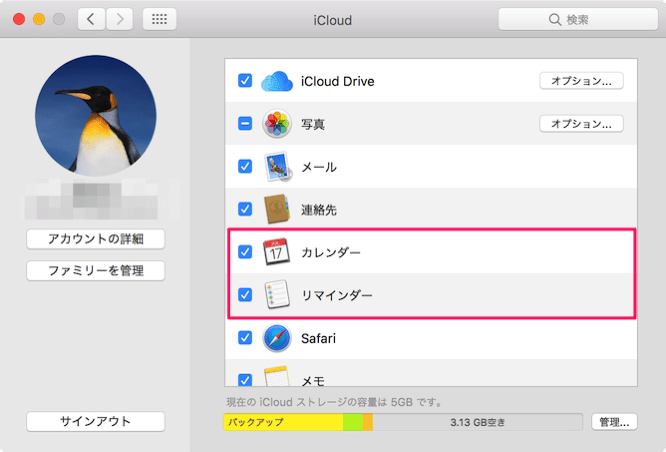 iCloud
検索
アカウントの詳細
ファミリーを管理
サインアウト
iCloud Drive
オプション...
写真
オプション...
メール
連絡先
JUL
17
カレンダー
リマインダー
Safari
メモ
現在の iCloud ストレージの容量は 5GB です。
バックアップ
3.13 GB空き
管理...